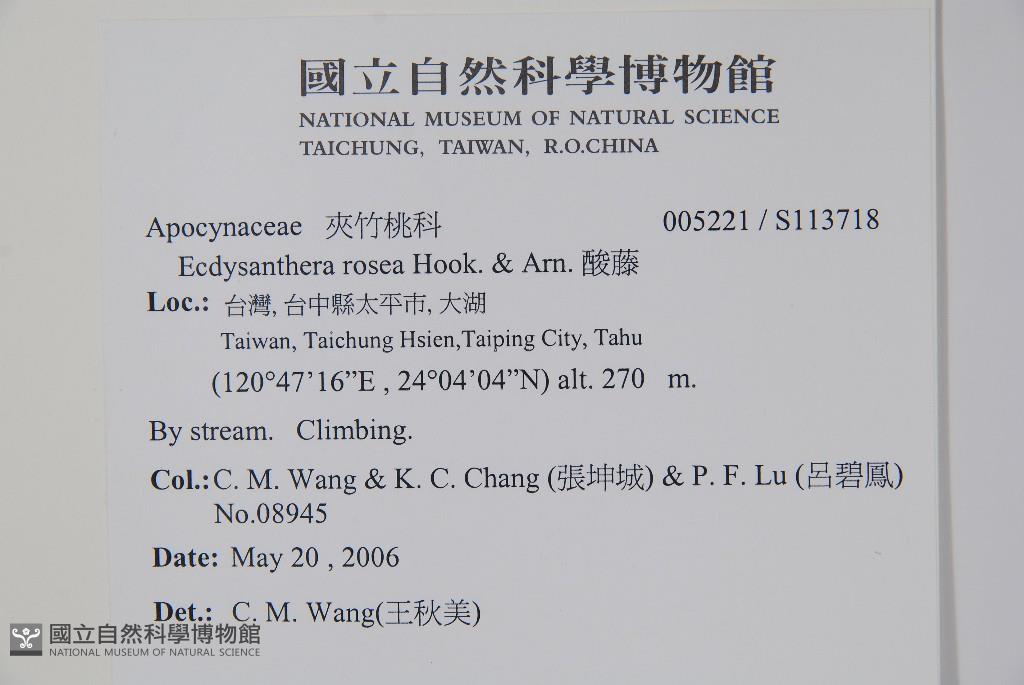 國立自然科學博物館
NATIONAL MUSEUM OF NATURAL SCIENCE
TAICHUNG, TAIWAN, R.O.CHINA
Apocynaceae 夾竹桃科 005221 / S113718
Ecdysanthera rosea Hook. & Arn. 酸藤
Loc.: 台灣, 台中縣太平市, 大湖
Taiwan, Taichung Hsien,Taiping City, Tahu
(120°47’16”E , 24°04’04”N) alt. 270 m.
By stream. Climbing.
Col.: C. M. Wang & K. C. Chang (張坤城) & P. F. Lu (呂碧鳳)
No.08945
Date: May 20 , 2006
Det.: C. M. Wang(王秋美)
國立自然科學博物館
NATIONAL MUSEUM OF NATURAL SCIENCE